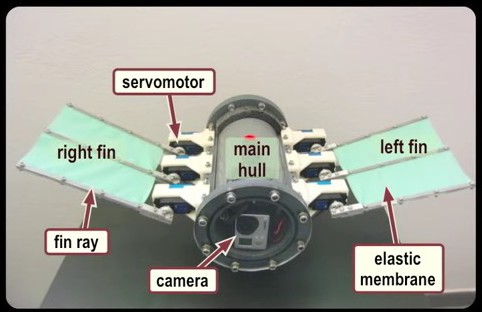 servomotor
right fin
main
hull
left fin
fin ray
camera
elastic
membrane